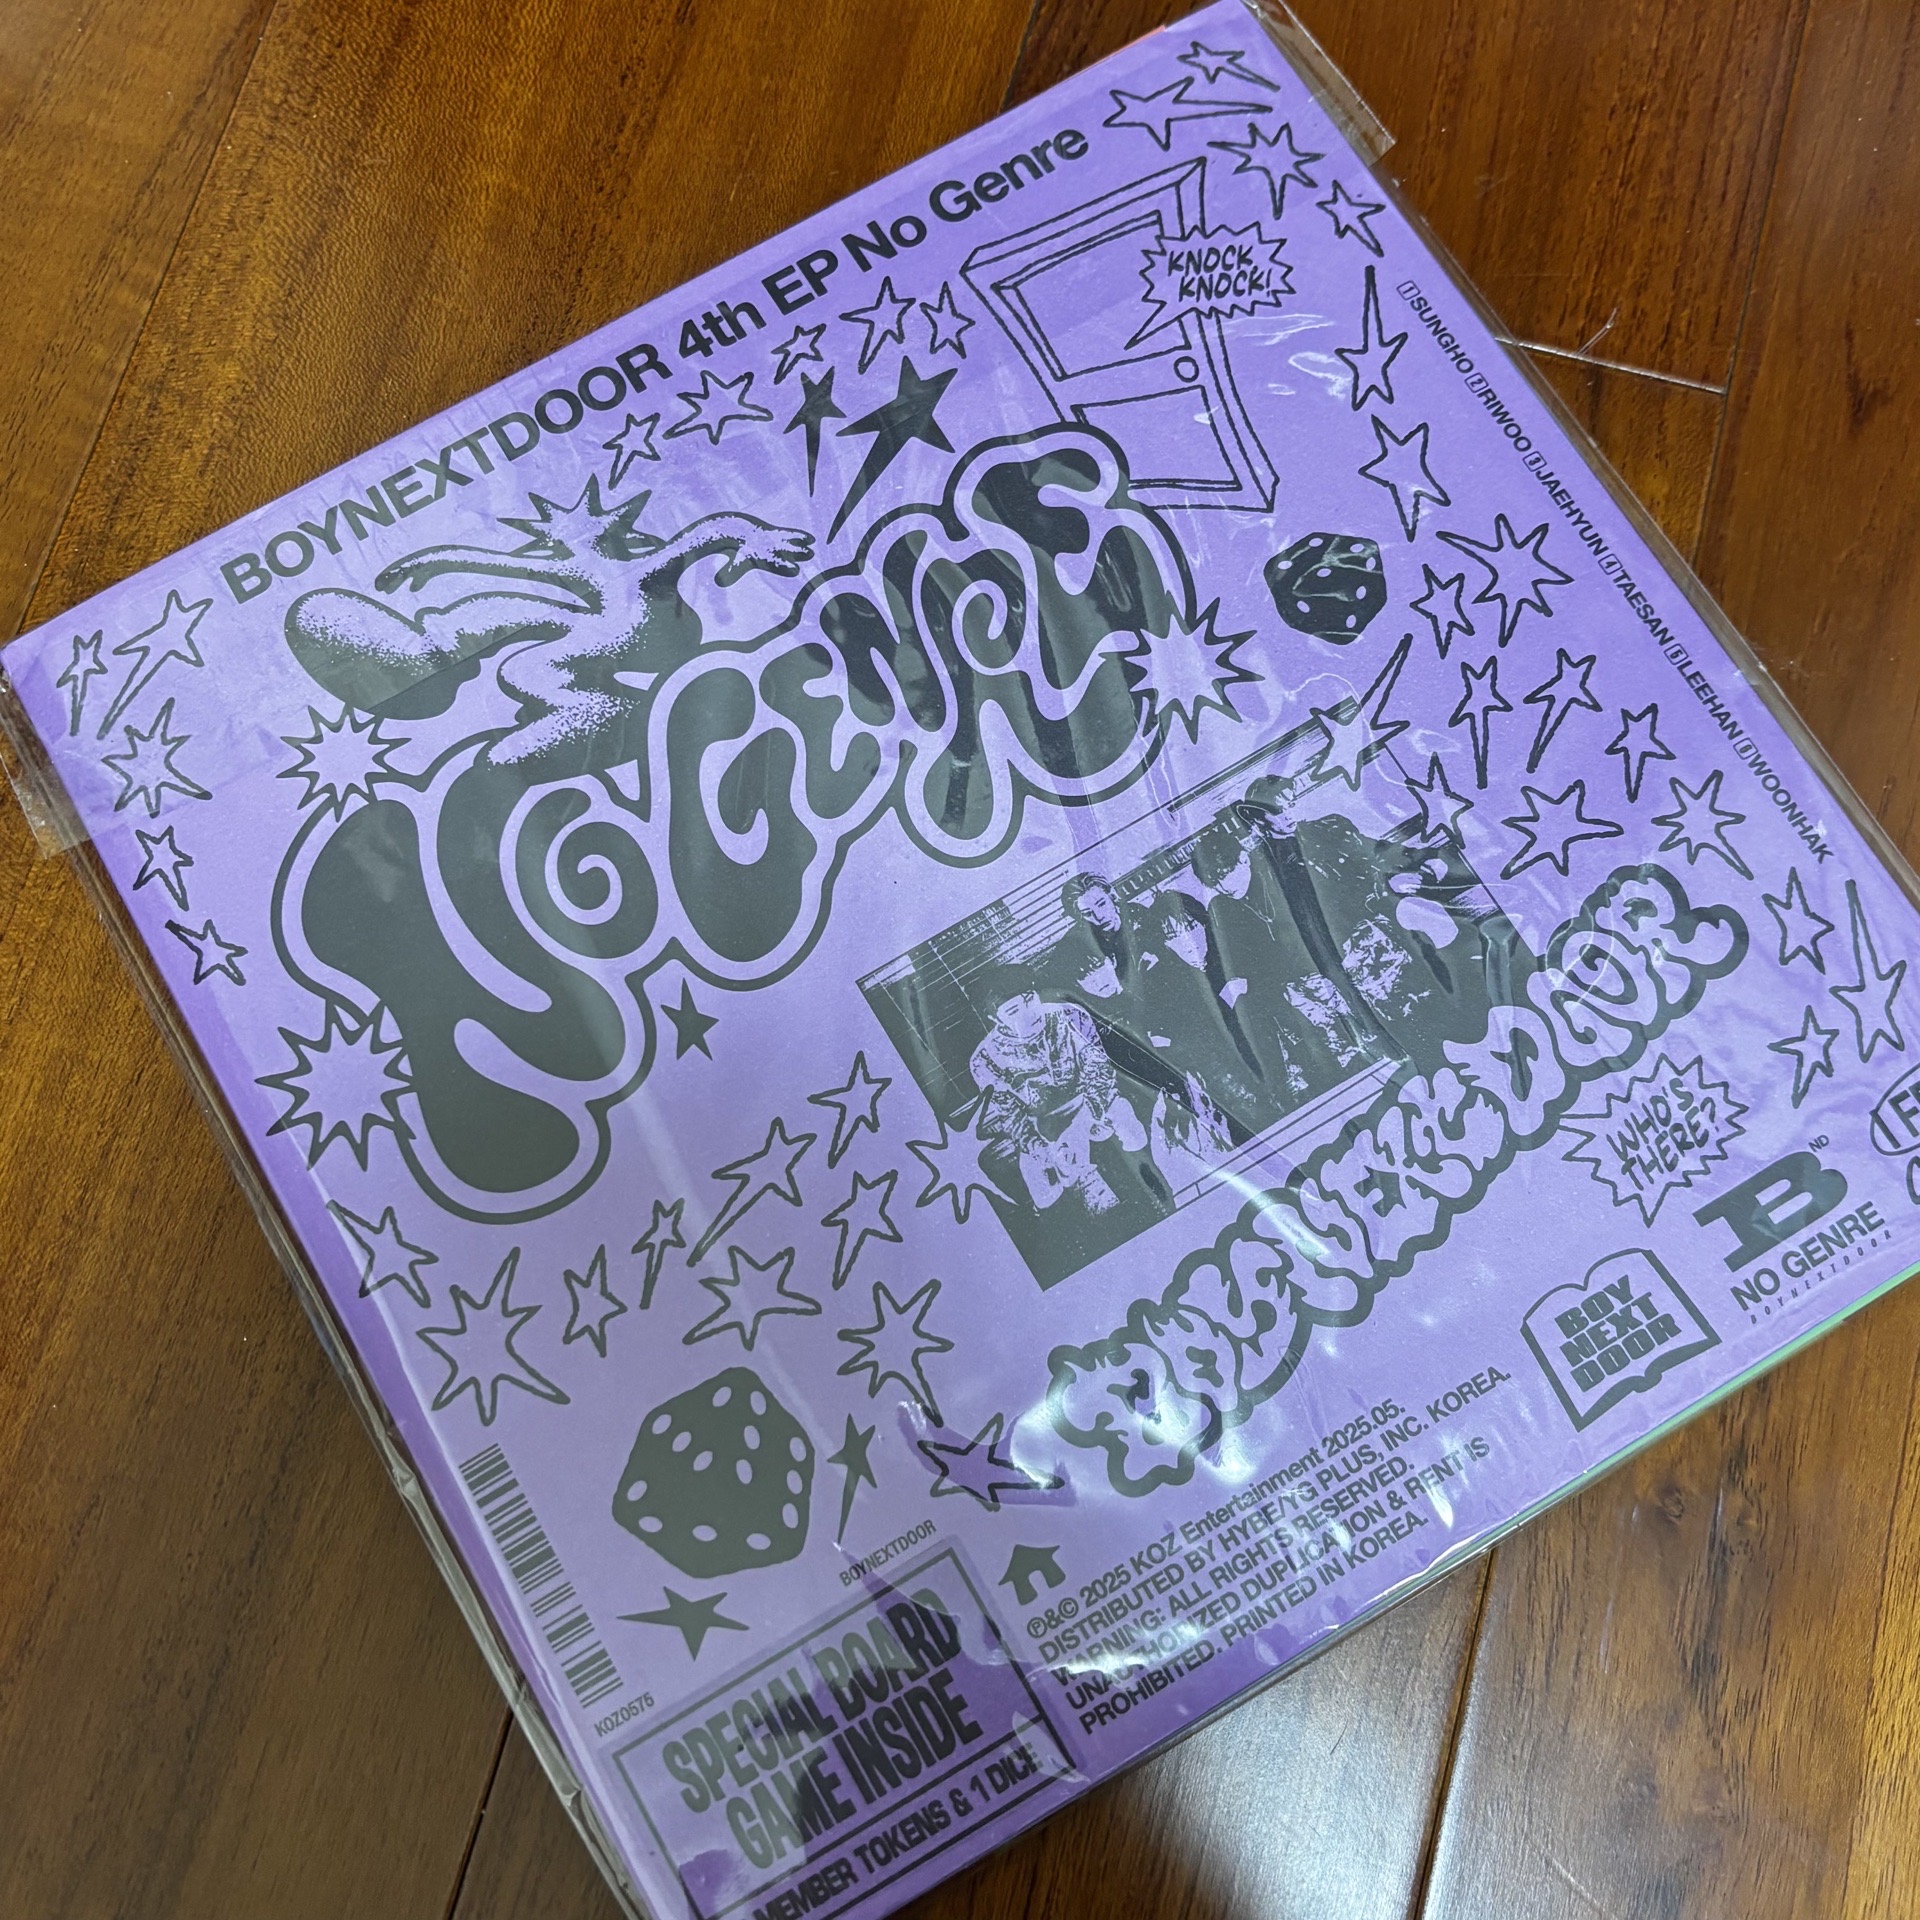 BOYNEXTDOOR 4th EP No Genre
KNOCK,
KNOCK!
1 SUNGHO 2 RIWOO 3 JAEHYUN 4 TAESAN 5 LEEHAN 6 WOONHAK
NO GENRE
BOYNEXTDOOR
WHO'S
THERE?
B ND
NO GENRE
BOYNEXTDOOR
BOY
NEXT
DOOR
KOZ0575
BOYNEXTDOOR
SPECIAL BOARD
GAME INSIDE
MEMBER TOKENS & 1 DICE
℗&© 2025 KOZ Entertainment 2025.05.
DISTRIBUTED BY HYBE/YG PLUS, INC. KOREA.
WARNING: ALL RIGHTS RESERVED.
UNAUTHORIZED DUPLICATION & RENT IS
PROHIBITED. PRINTED IN KOREA.